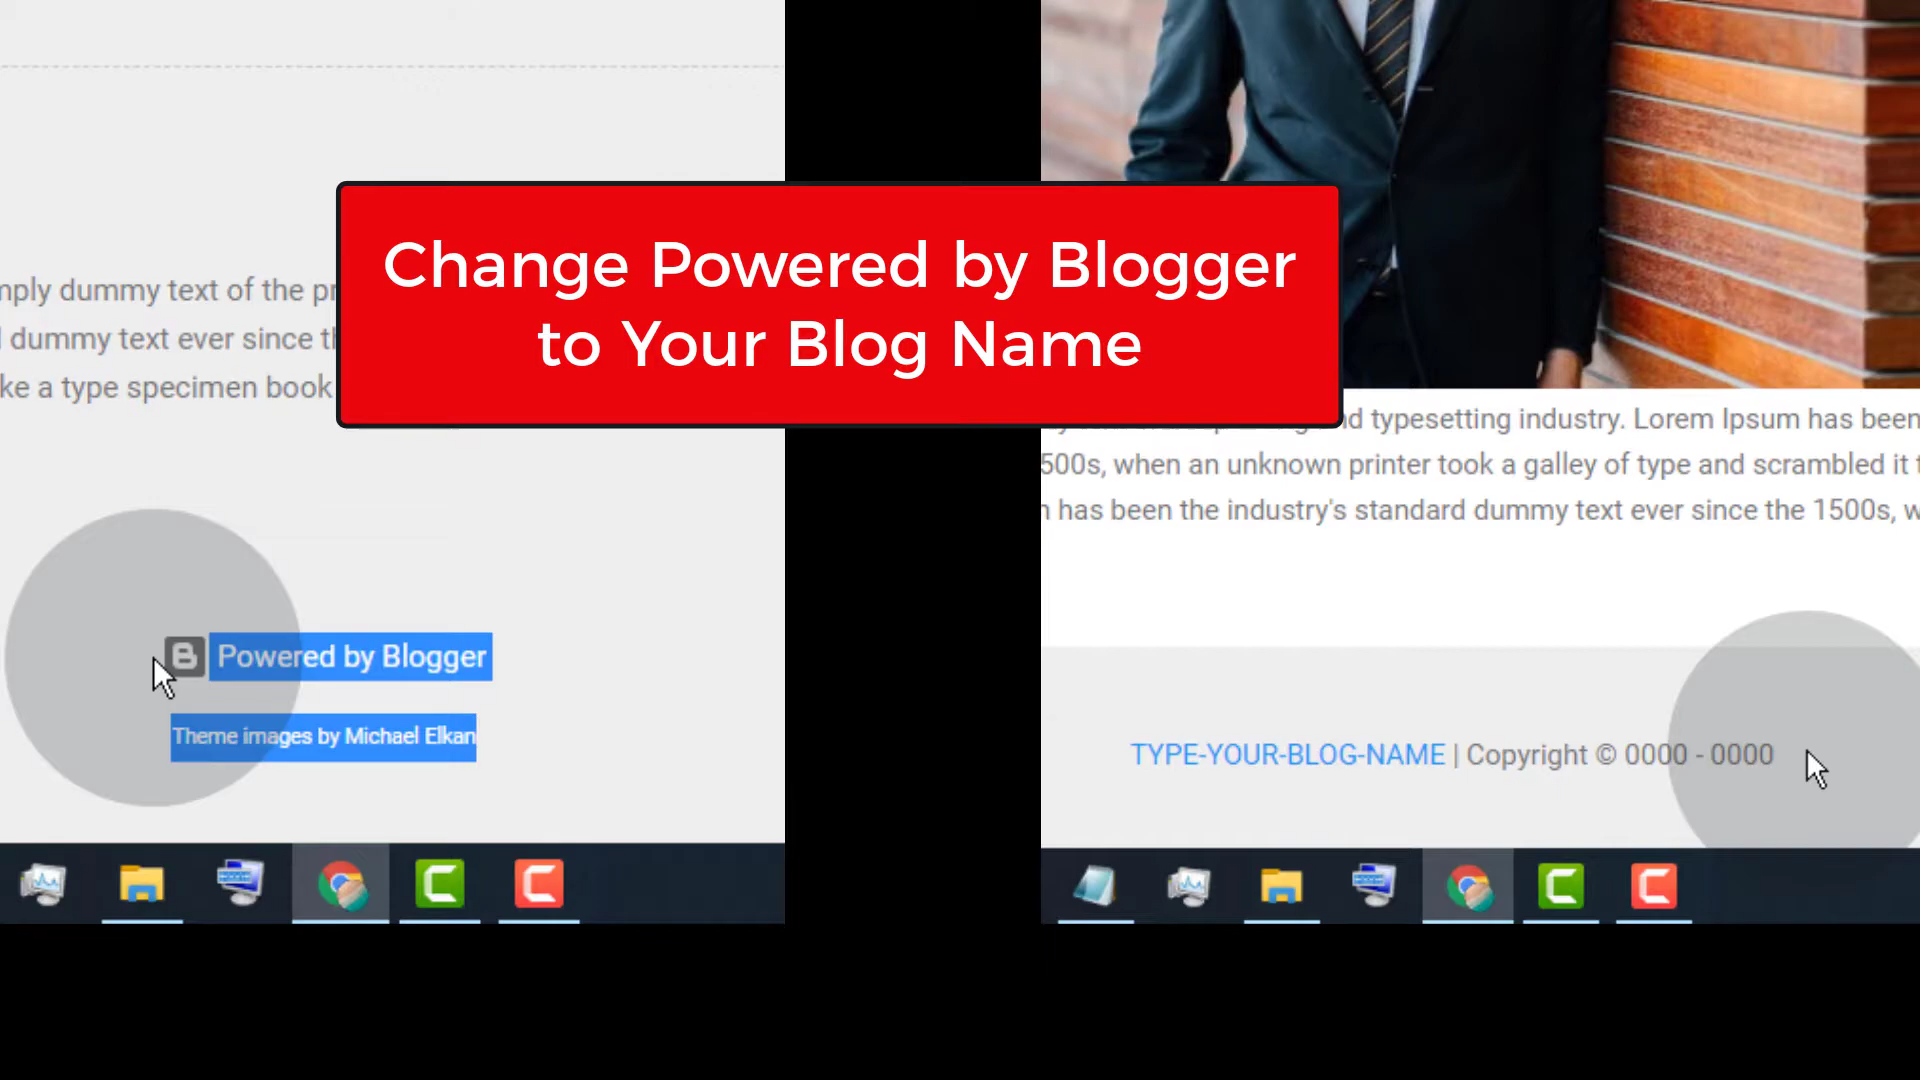 Change Powered by Blogger
to Your Blog Name
mply dummy text of the
dummy text ever since
ke a type specimen book
Powered by Blogger
Theme images by Michael Elkan
nd typesetting industry. Lorem Ipsum has been
500s, when an unknown printer took a galley of type and scrambled it
has been the industry's standard dummy text ever since the 1500s,
TYPE-YOUR-BLOG-NAME | Copyright © 0000 - 0000